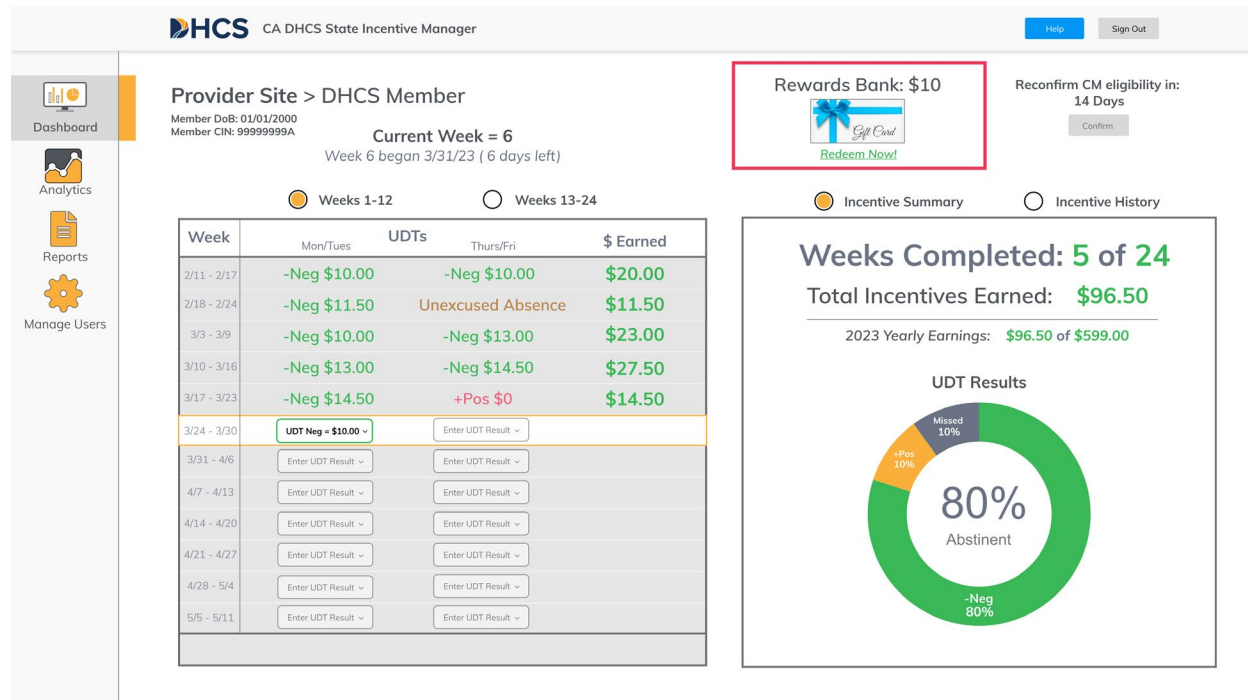 DHCS CA DHCS State Incentive Manager
Help
Sign Out
Dashboard
Analytics
Reports
Manage Users
Provider Site > DHCS Member
Member DoB: 01/01/2000
Member CIN: 99999999A
Current Week = 6
Week 6 began 3/31/23 ( 6 days left)
Rewards Bank: $10
Gift Card
Redeem Now!
Reconfirm CM eligibility in:
14 Days
Confirm
Weeks 1-12 Weeks 13-24
Week UDTs $ Earned
Mon/Tues Thurs/Fri
2/11 - 2/17 -Neg $10.00 -Neg $10.00 $20.00
2/18 - 2/24 -Neg $11.50 Unexcused Absence $11.50
3/3 - 3/9 -Neg $10.00 -Neg $13.00 $23.00
3/10 - 3/16 -Neg $13.00 -Neg $14.50 $27.50
3/17 - 3/23 -Neg $14.50 +Pos $0 $14.50
3/24 - 3/30 UDT Neg = $10.00 Enter UDT Result
3/31 - 4/6 Enter UDT Result Enter UDT Result
4/7 - 4/13 Enter UDT Result Enter UDT Result
4/14 - 4/20 Enter UDT Result Enter UDT Result
4/21 - 4/27 Enter UDT Result Enter UDT Result
4/28 - 5/4 Enter UDT Result Enter UDT Result
5/5 - 5/11 Enter UDT Result Enter UDT Result
Incentive Summary Incentive History
Weeks Completed: 5 of 24
Total Incentives Earned: $96.50
2023 Yearly Earnings: $96.50 of $599.00
UDT Results
Missed
10%
+Pos
10%
80%
Abstinent
-Neg
80%